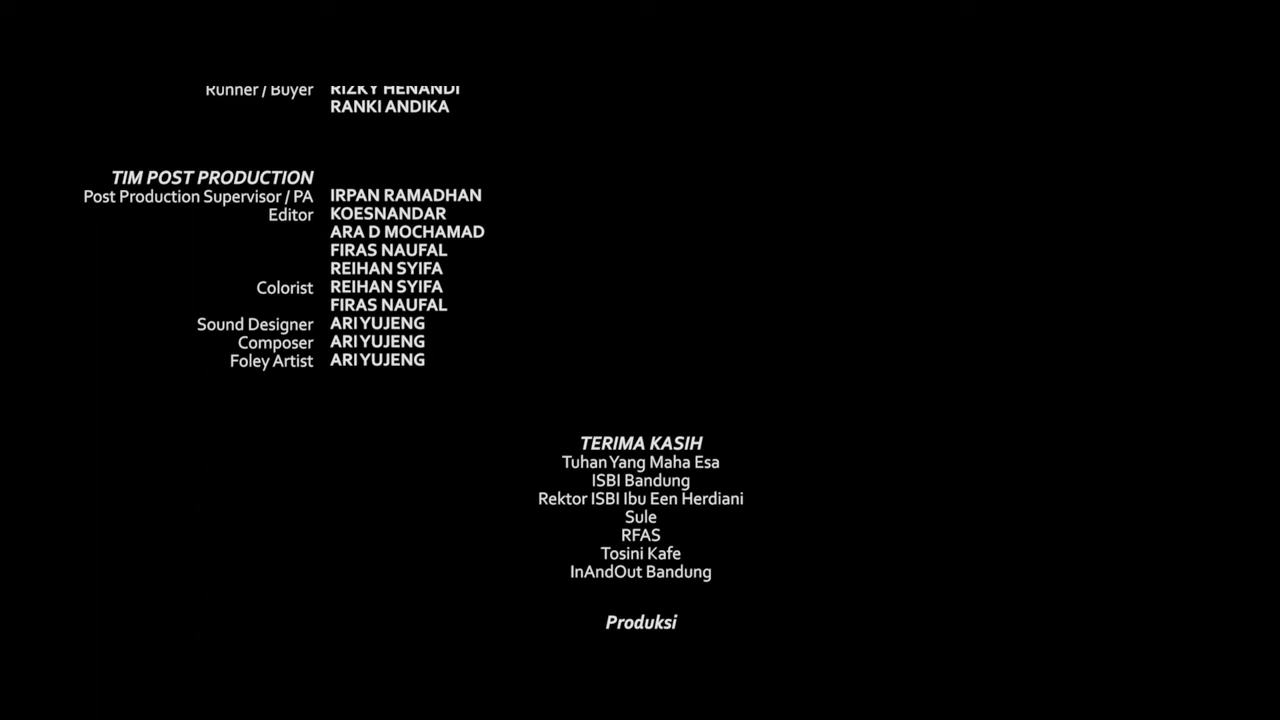 Runner / Buyer RIZKY HENANDI
RANKI ANDIKA
TIM POST PRODUCTION
Post Production Supervisor / PA IRPAN RAMADHAN
Editor KOESNANDAR
ARA D MOCHAMAD
FIRAS NAUFAL
REIHAN SYIFA
Colorist REIHAN SYIFA
FIRAS NAUFAL
Sound Designer ARI YUJENG
Composer ARI YUJENG
Foley Artist ARI YUJENG
TERIMA KASIH
Tuhan Yang Maha Esa
ISBI Bandung
Rektor ISBI Ibu Een Herdiani
Sule
RFAS
Tosini Kafe
InAndOut Bandung
Produksi